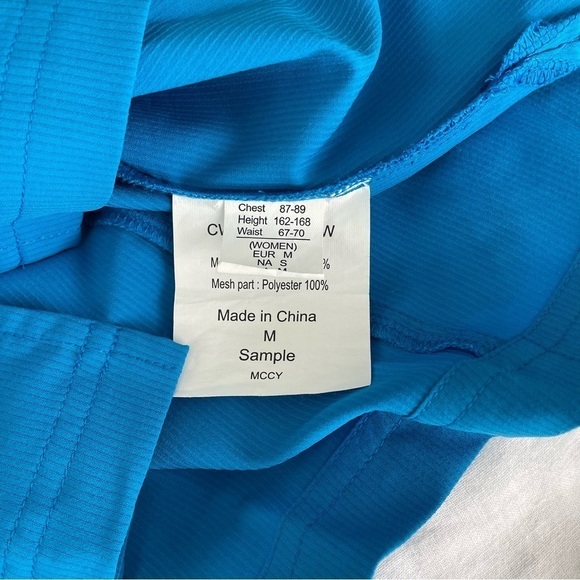 Chest 87-89
Height 162-168
Waist 67-70
(WOMEN)
EUR M
NA S
%
Mesh part : Polyester 100%
Made in China
M
Sample
MCCY